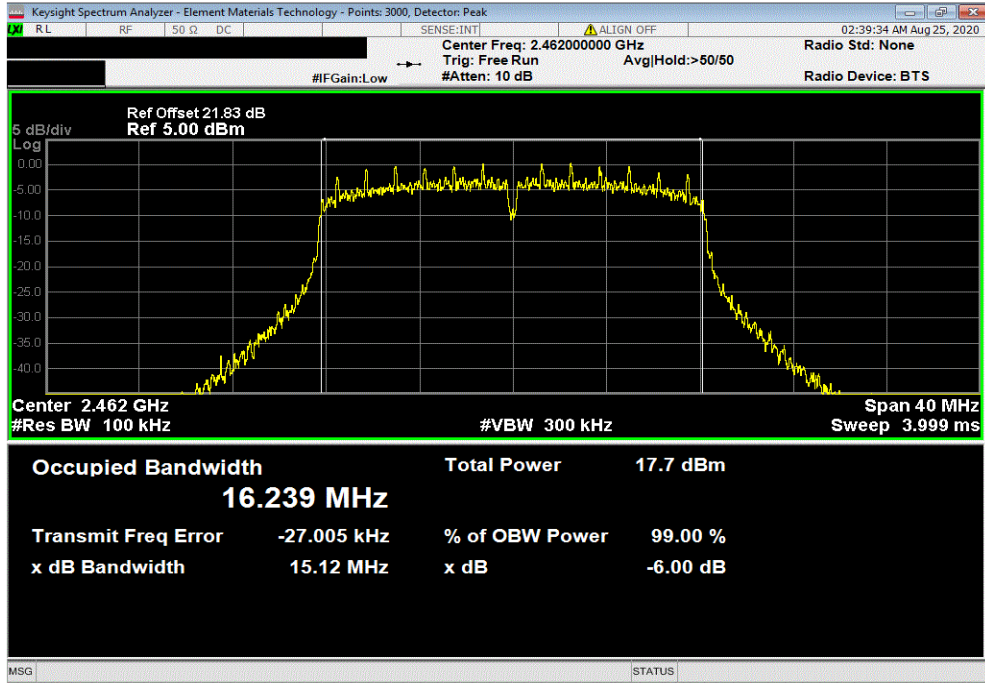 Keysight Spectrum Analyzer - Element Materials Technology - Points: 3000, Detector: Peak
LXI RL RF 50 Ω DC SENSE:INT ALIGN OFF 02:39:34 AM Aug 25, 2020
Center Freq: 2.462000000 GHz Radio Std: None
Trig: Free Run Avg|Hold:>50/50
#IFGain:Low #Atten: 10 dB Radio Device: BTS
Ref Offset 21.83 dB
5 dB/div Ref 5.00 dBm
Log
0.00
-5.00
-10.0
-15.0
-20.0
-25.0
-30.0
-35.0
-40.0
Center 2.462 GHz Span 40 MHz
#Res BW 100 kHz #VBW 300 kHz Sweep 3.999 ms
Occupied Bandwidth Total Power 17.7 dBm
16.239 MHz
Transmit Freq Error -27.005 kHz % of OBW Power 99.00 %
x dB Bandwidth 15.12 MHz x dB -6.00 dB
MSG STATUS